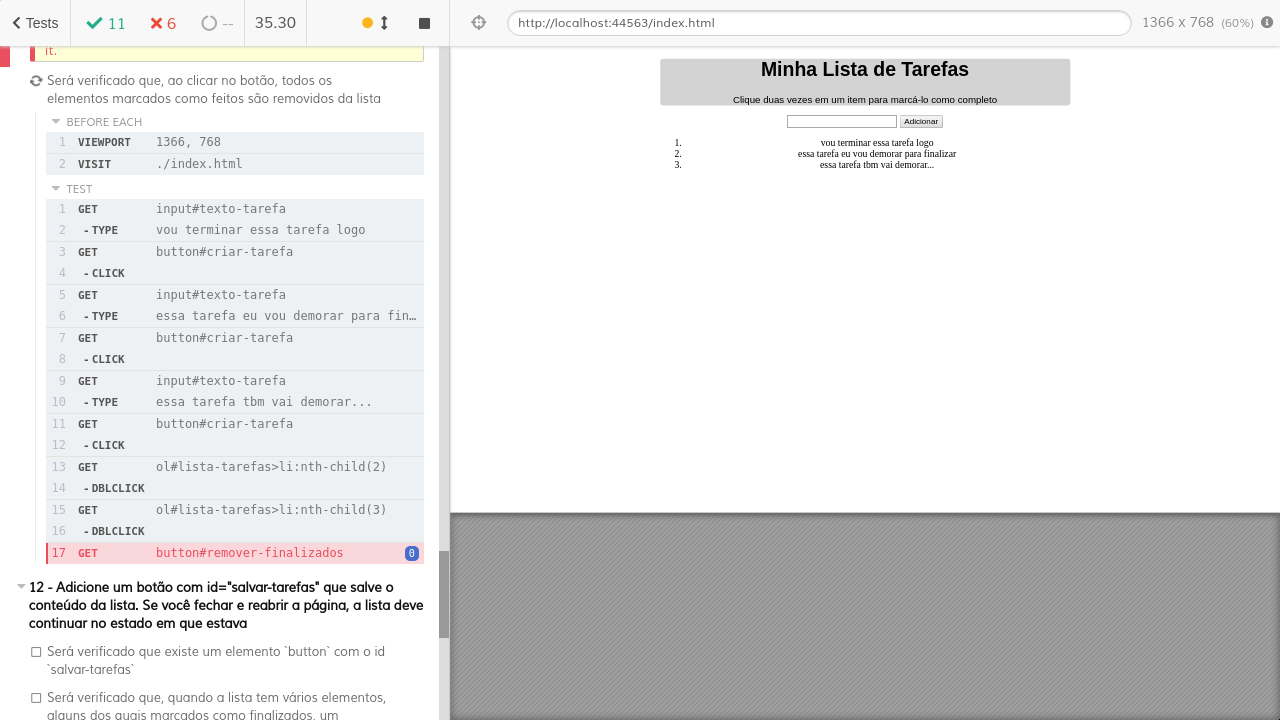 Tests
11
6
--
35.30
http://localhost:44563/index.html
1366 x 768 (60%)
it.
Será verificado que, ao clicar no botão, todos os
elementos marcados como feitos são removidos da lista
BEFORE EACH
1 VIEWPORT 1366, 768
2 VISIT ./index.html
TEST
1 GET input#texto-tarefa
2 - TYPE vou terminar essa tarefa logo
3 GET button#criar-tarefa
4 - CLICK
5 GET input#texto-tarefa
6 - TYPE essa tarefa eu vou demorar para fin…
7 GET button#criar-tarefa
8 - CLICK
9 GET input#texto-tarefa
10 - TYPE essa tarefa tbm vai demorar...
11 GET button#criar-tarefa
12 - CLICK
13 GET ol#lista-tarefas>li:nth-child(2)
14 - DBLCLICK
15 GET ol#lista-tarefas>li:nth-child(3)
16 - DBLCLICK
17 GET button#remover-finalizados 0
12 - Adicione um botão com id="salvar-tarefas" que salve o
conteúdo da lista. Se você fechar e reabrir a página, a lista deve
continuar no estado em que estava
Será verificado que existe um elemento `button` com o id
`salvar-tarefas`
Será verificado que, quando a lista tem vários elementos,
alguns dos quais marcados como finalizados, um
Minha Lista de Tarefas
Clique duas vezes em um item para marcá-lo como completo
Adicionar
1. vou terminar essa tarefa logo
2. essa tarefa eu vou demorar para finalizar
3. essa tarefa tbm vai demorar...